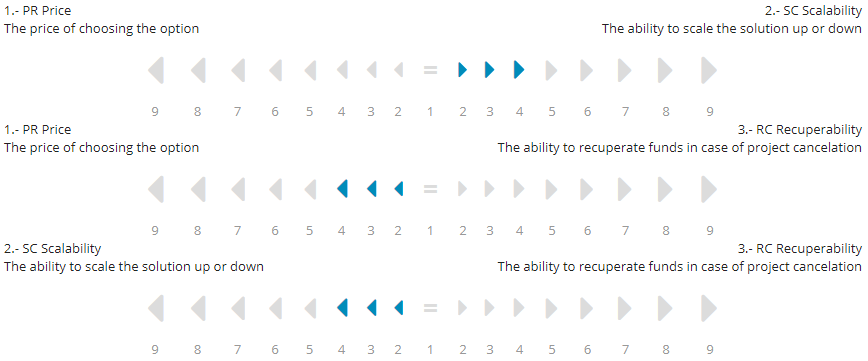 1.- PR Price 2.- SC Scalability
The price of choosing the option The ability to scale the solution up or down
=
9 8 7 6 5 4 3 2 1 2 3 4 5 6 7 8 9
1.- PR Price 3.- RC Recuperability
The price of choosing the option The ability to recuperate funds in case of project cancelation
=
9 8 7 6 5 4 3 2 1 2 3 4 5 6 7 8 9
2.- SC Scalability 3.- RC Recuperability
The ability to scale the solution up or down The ability to recuperate funds in case of project cancelation
=
9 8 7 6 5 4 3 2 1 2 3 4 5 6 7 8 9